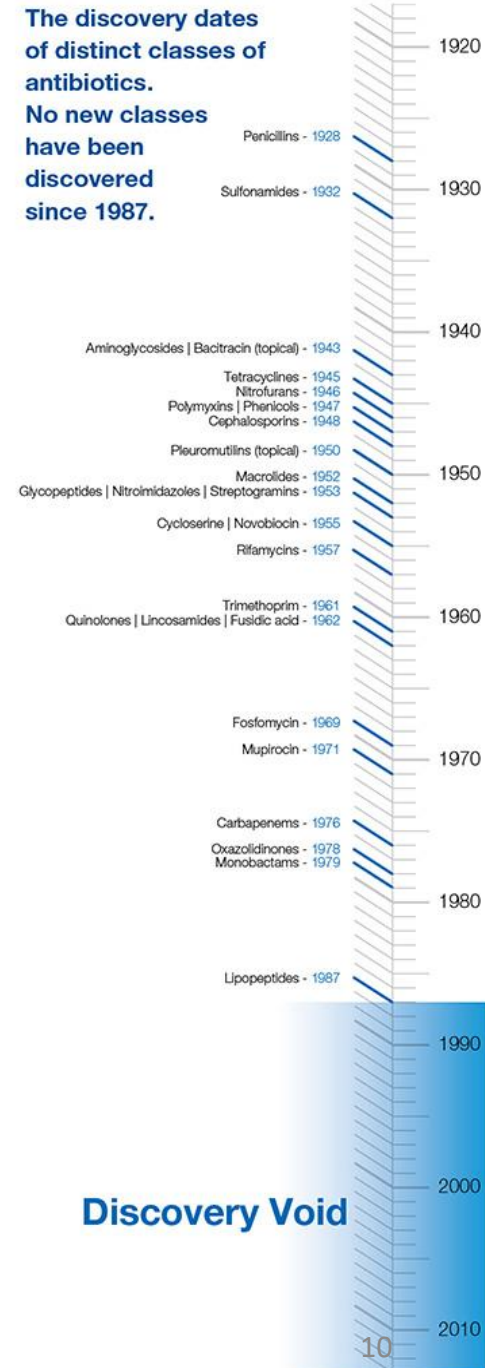 The discovery dates
of distinct classes of
antibiotics.
No new classes
have been
discovered
since 1987.
1920
Penicillins - 1928
Sulfonamides - 1932
1930
1940
Aminoglycosides | Bacitracin (topical) - 1943
Tetracyclines - 1945
Nitrofurans - 1946
Polymyxins | Phenicols - 1947
Cephalosporins - 1948
Pleuromutilins (topical) - 1950
1950
Macrolides - 1952
Glycopeptides | Nitroimidazoles | Streptogramins - 1953
Cycloserine | Novobiocin - 1955
Rifamycins - 1957
Trimethoprim - 1961
1960
Quinolones | Lincosamides | Fusidic acid - 1962
Fosfomycin - 1969
Mupirocin - 1971
1970
Carbapenems - 1976
Oxazolidinones - 1978
Monobactams - 1979
1980
Lipopeptides - 1987
1990
2000
Discovery Void
2010
10